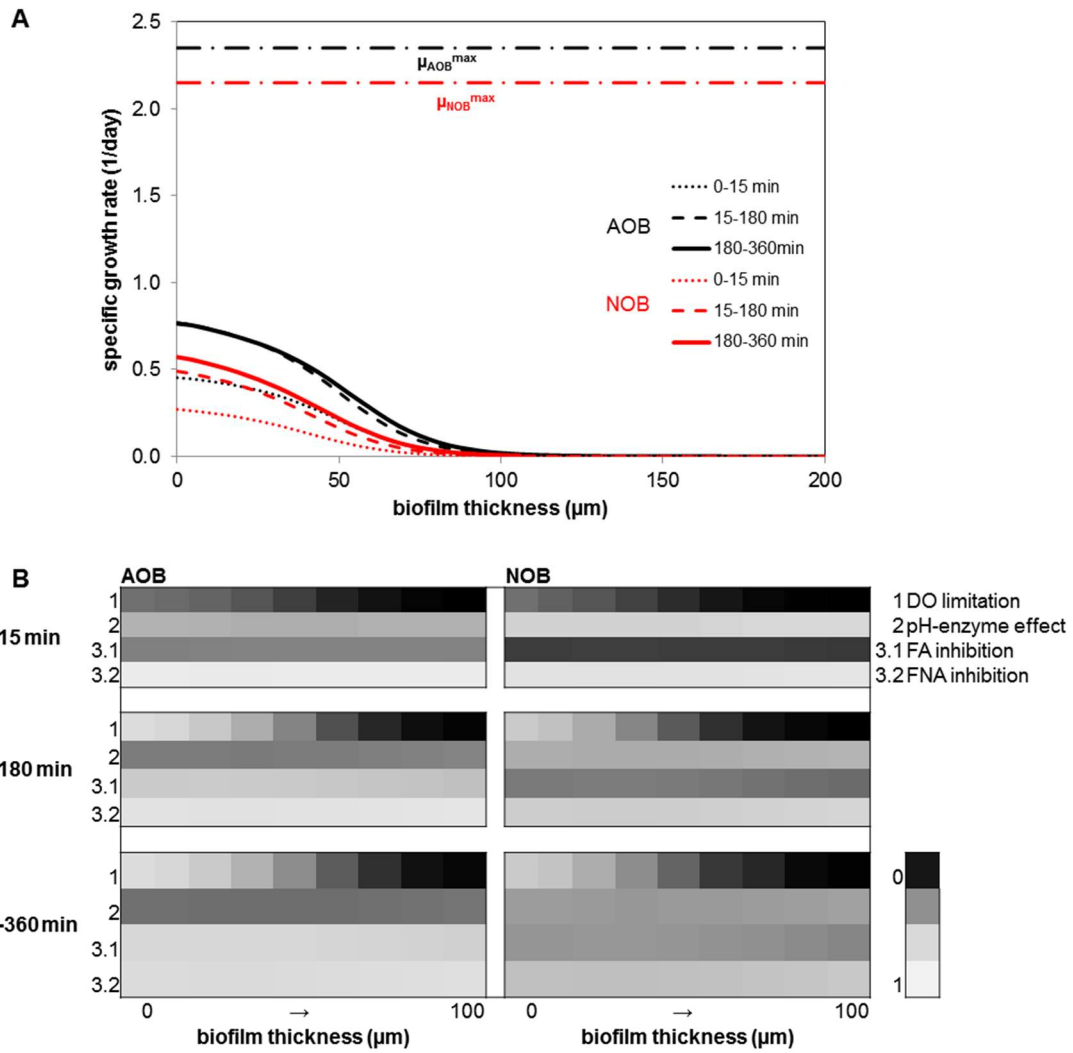 A
specific growth rate (1/day)
2.5
2.0
1.5
1.0
0.5
0.0
μAOBmax
μNOBmax
AOB
0-15 min
15-180 min
180-360min
NOB
0-15 min
15-180 min
180-360 min
0 50 100 150 200
biofilm thickness (μm)
B
AOB NOB
15 min
1
2
3.1
3.2
1 DO limitation
2 pH-enzyme effect
3.1 FA inhibition
3.2 FNA inhibition
180 min
1
2
3.1
3.2
-360 min
1
2
3.1
3.2
0
1
0 → 100 0 → 100
biofilm thickness (μm) biofilm thickness (μm)